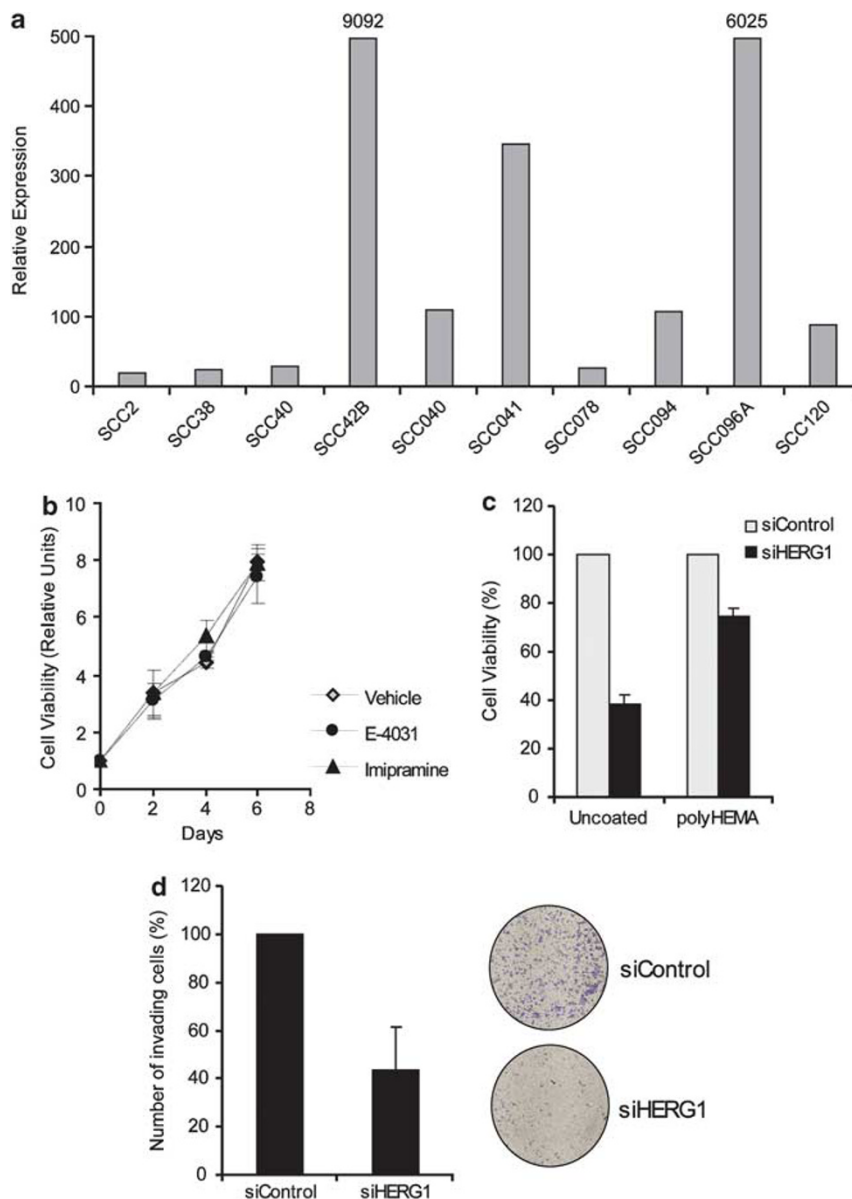 a
9092
6025
500
400
300
200
100
0
Relative Expression
SCC2
SCC38
SCC40
SCC42B
SCC040
SCC041
SCC078
SCC094
SCC096A
SCC120
b
10
8
6
4
2
0
Cell Viability (Relative Units)
0 2 4 6 8
Days
Vehicle
E-4031
Imipramine
c
120
100
80
60
40
20
0
Cell Viability (%)
siControl
siHERG1
Uncoated polyHEMA
d
120
100
80
60
40
20
0
Number of invading cells (%)
siControl siHERG1
siControl
siHERG1